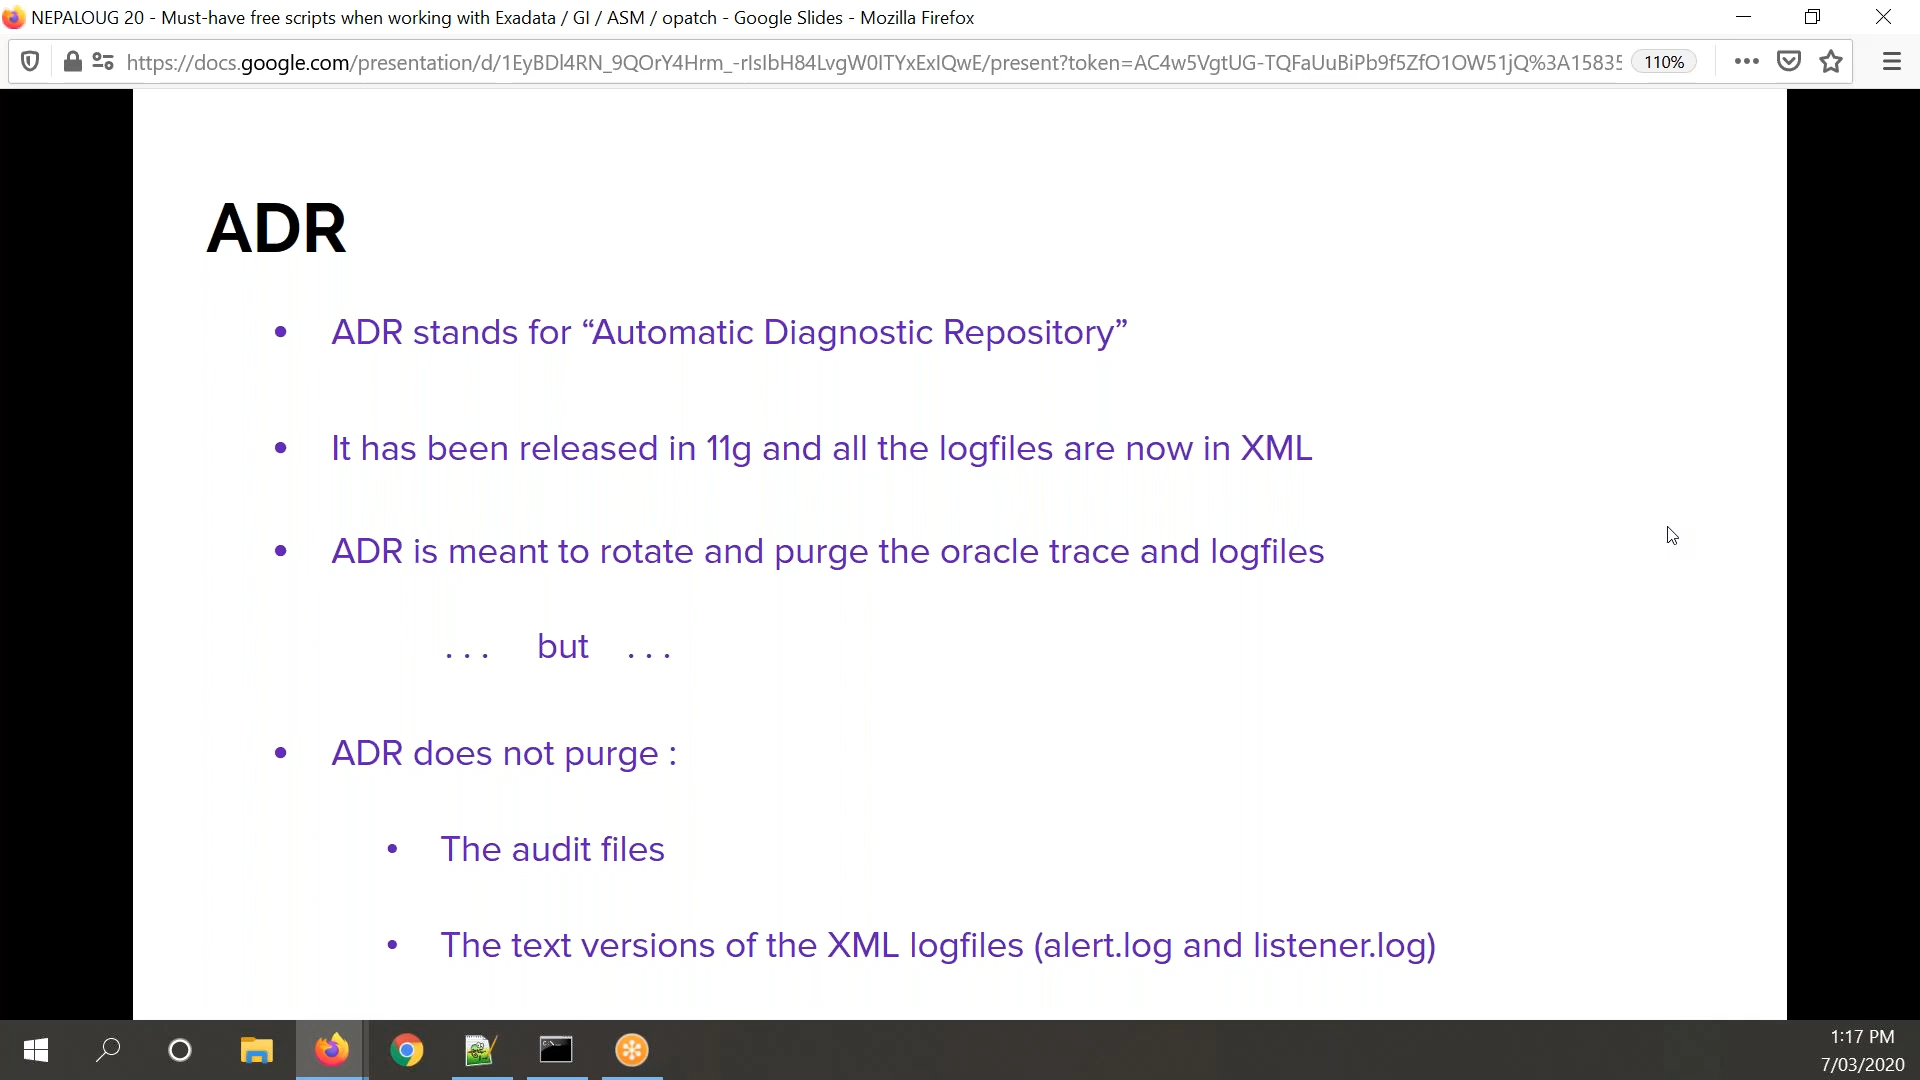 NEPALOUG 20 - Must-have free scripts when working with Exadata / GI / ASM / opatch - Google Slides - Mozilla Firefox
https://docs.google.com/presentation/d/1EyBDl4RN_9QOrY4Hrm_-rIsIbH84LvgW0ITYxExIQwE/present?token=AC4w5VgtUG-TQFaUuBiPb9f5ZfO1OW51jQ%3A15835 110%
ADR
• ADR stands for “Automatic Diagnostic Repository”
• It has been released in 11g and all the logfiles are now in XML
• ADR is meant to rotate and purge the oracle trace and logfiles
. . . but . . .
• ADR does not purge :
• The audit files
• The text versions of the XML logfiles (alert.log and listener.log)
1:17 PM
7/03/2020